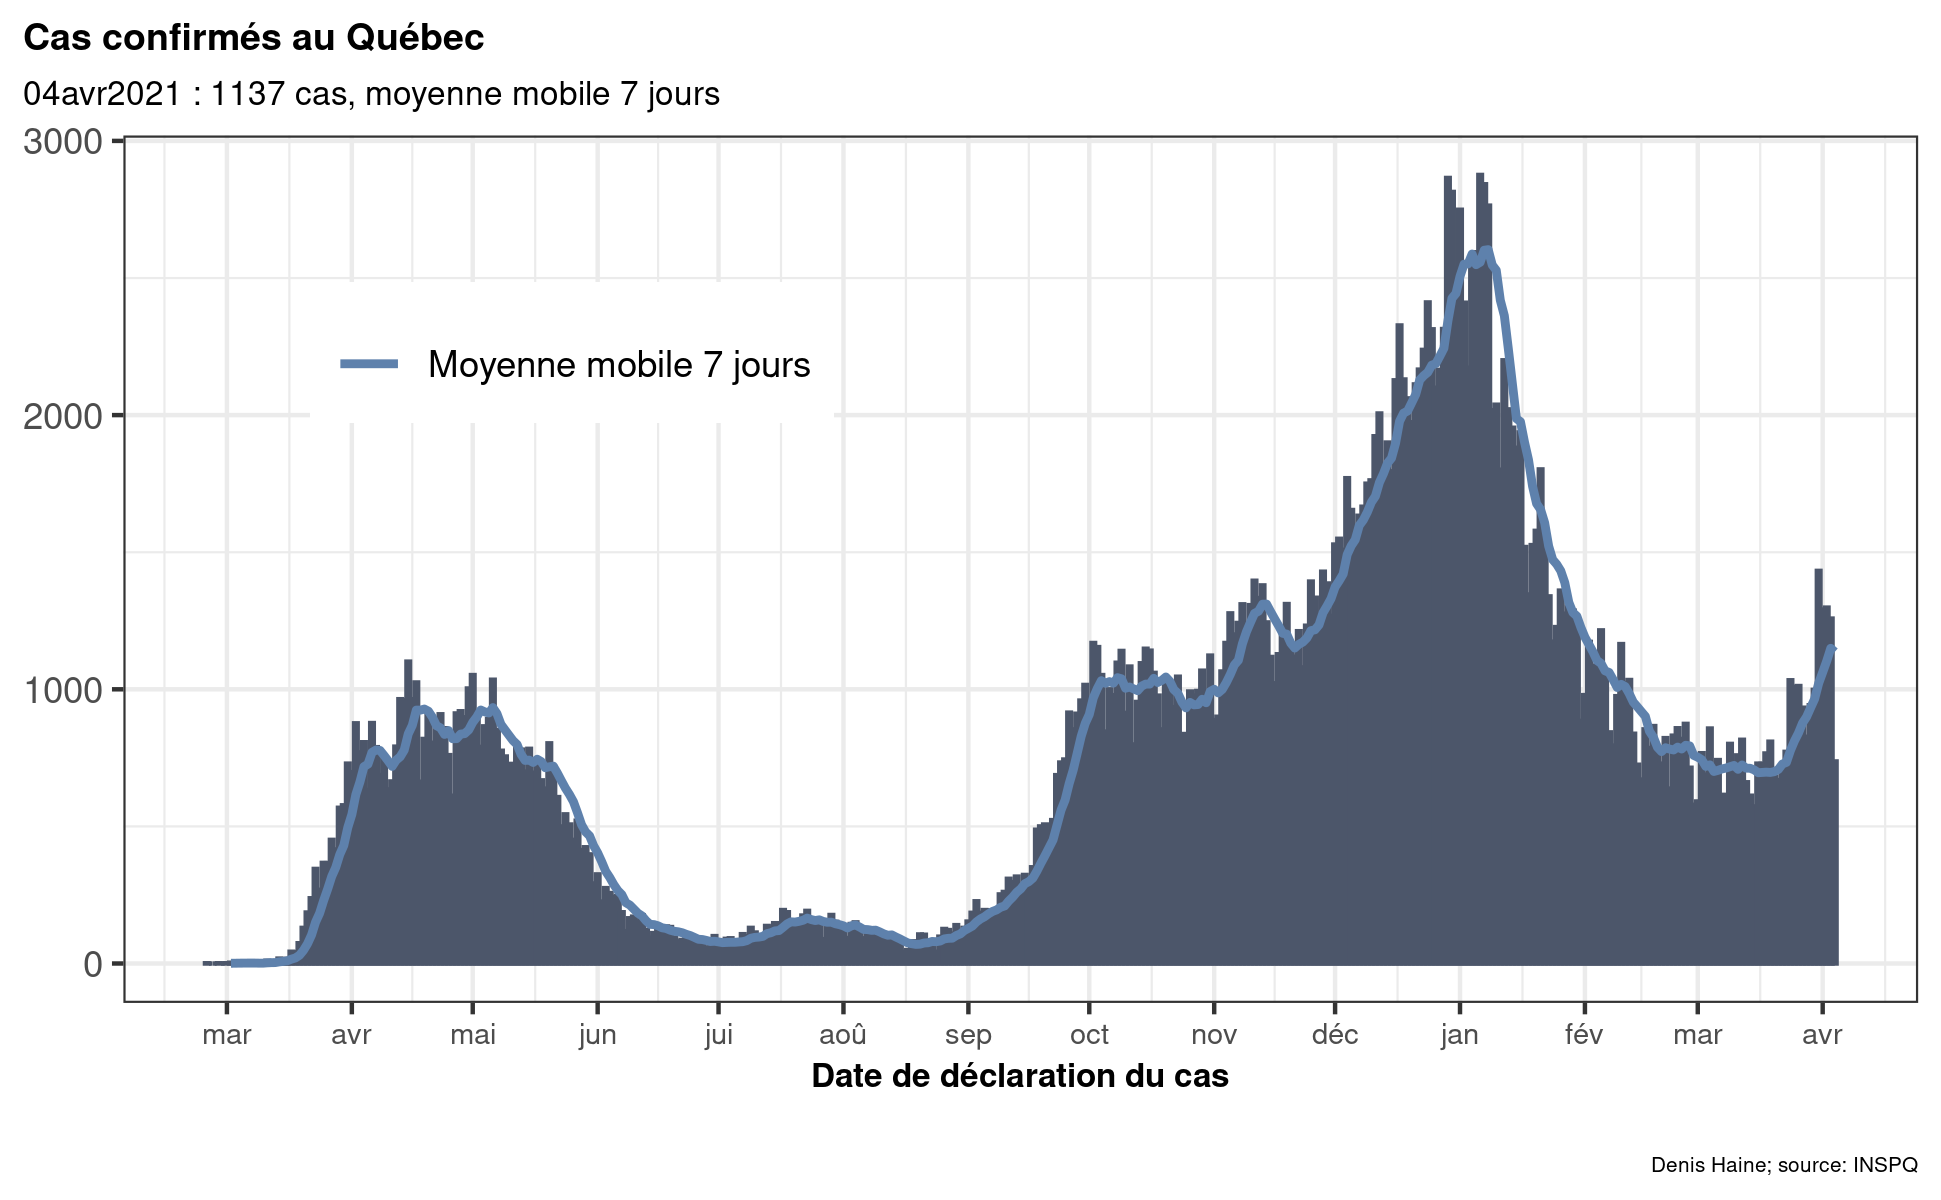 Cas confirmés au Québec
04avr2021 : 1137 cas, moyenne mobile 7 jours
3000
2000
1000
0
Moyenne mobile 7 jours
mar avr mai jun jui aoû sep oct nov déc jan fév mar avr
Date de déclaration du cas
Denis Haine; source: INSPQ